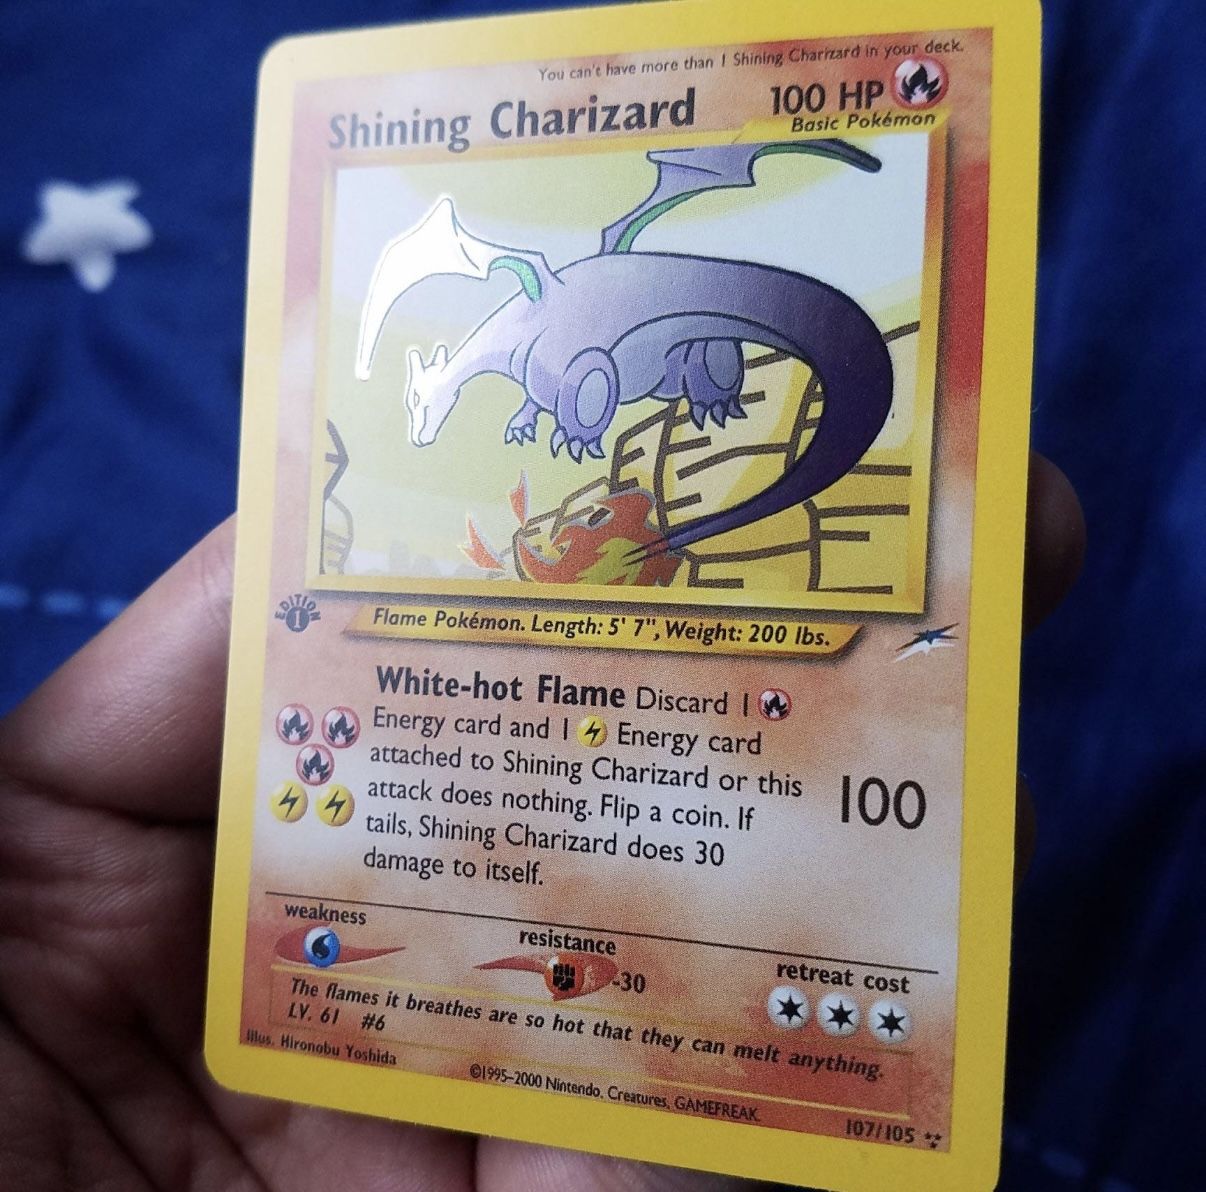 You can't have more than 1 Shining Charizard in your deck.
Shining Charizard
100 HP
Basic Pokémon
EDITION
1
Flame Pokémon. Length: 5' 7", Weight: 200 lbs.
White-hot Flame Discard 1
Energy card and 1 Energy card
attached to Shining Charizard or this
attack does nothing. Flip a coin. If
tails, Shining Charizard does 30
damage to itself.
100
weakness
resistance
-30
retreat cost
The flames it breathes are so hot that they can melt anything.
LV. 61 #6
Illus. Hironobu Yoshida
©1995–2000 Nintendo, Creatures, GAMEFREAK
107/105